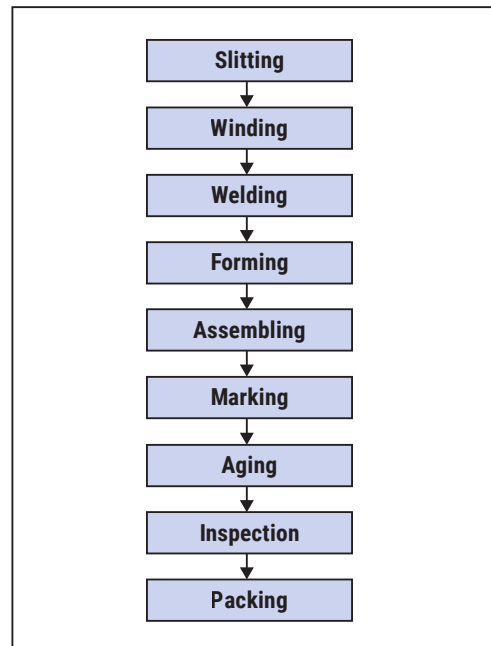 Slitting
Winding
Welding
Forming
Assembling
Marking
Aging
Inspection
Packing